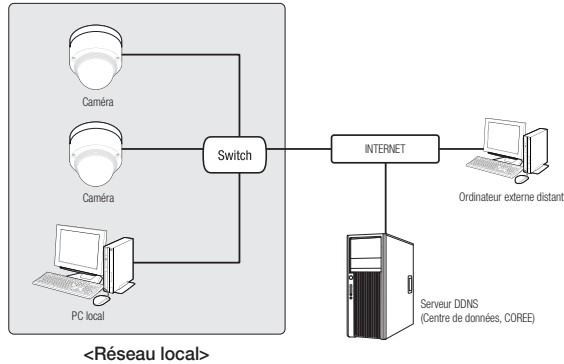 Caméra
Caméra
Switch
INTERNET
Ordinateur externe distant
PC local
Serveur DDNS
(Centre de données, COREE)
<Réseau local>